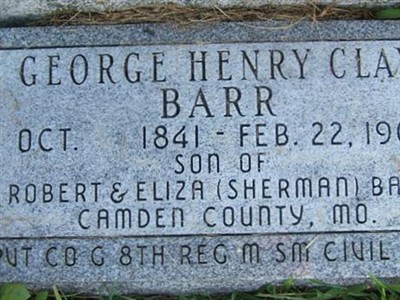 GEORGE HENRY CLA
BARR
OCT. 1841 - FEB. 22, 19
SON OF
ROBERT & ELIZA (SHERMAN) BA
CAMDEN COUNTY, MO.
PVT CO G 8TH REG M SM CIVIL